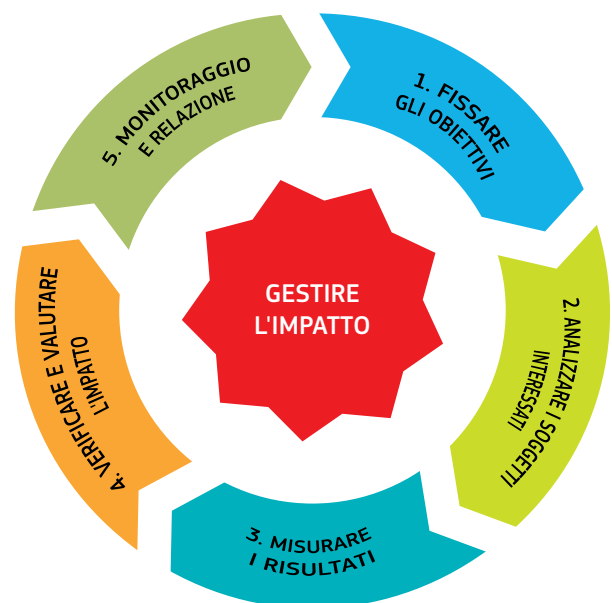 1. FISSARE
GLI OBIETTIVI
2. ANALIZZARE I SOGGETTI
INTERESSATI
3. MISURARE
I RISULTATI
4. VERIFICARE E VALUTARE
L'IMPATTO
5. MONITORAGGIO
E RELAZIONE
GESTIRE
L'IMPATTO